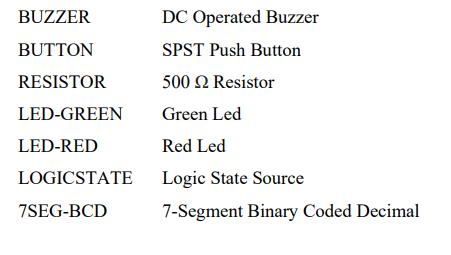 BUZZER DC Operated Buzzer
BUTTON SPST Push Button
RESISTOR 500 Ω Resistor
LED-GREEN Green Led
LED-RED Red Led
LOGICSTATE Logic State Source
7SEG-BCD 7-Segment Binary Coded Decimal